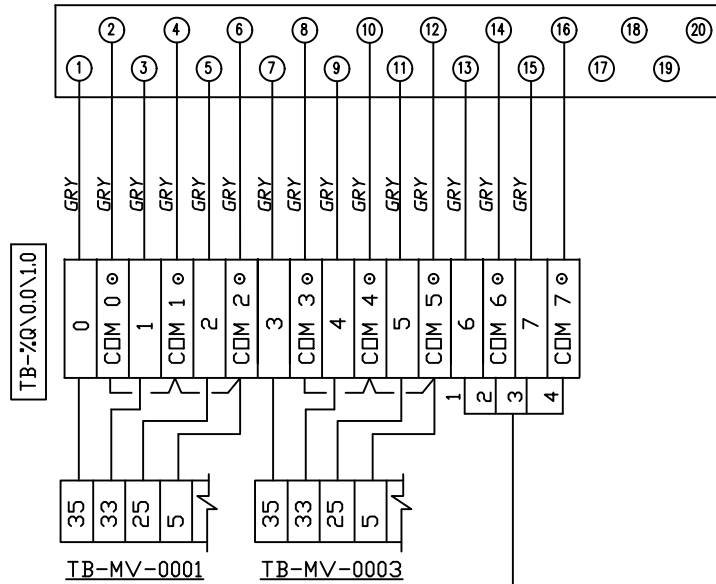 2 4 6 8 10 12 14 16 18 20
1 3 5 7 9 11 13 15 17 19
GRY GRY GRY GRY GRY GRY GRY GRY GRY GRY GRY GRY GRY GRY GRY
TB-%Q\0.0\1.0
0 COM 0 1 COM 1 2 COM 2 3 COM 3 4 COM 4 5 COM 5 6 COM 6 7 COM 7
1 2 3 4
35 33 25 5 35 33 25 5
TB-MV-0001 TB-MV-0003